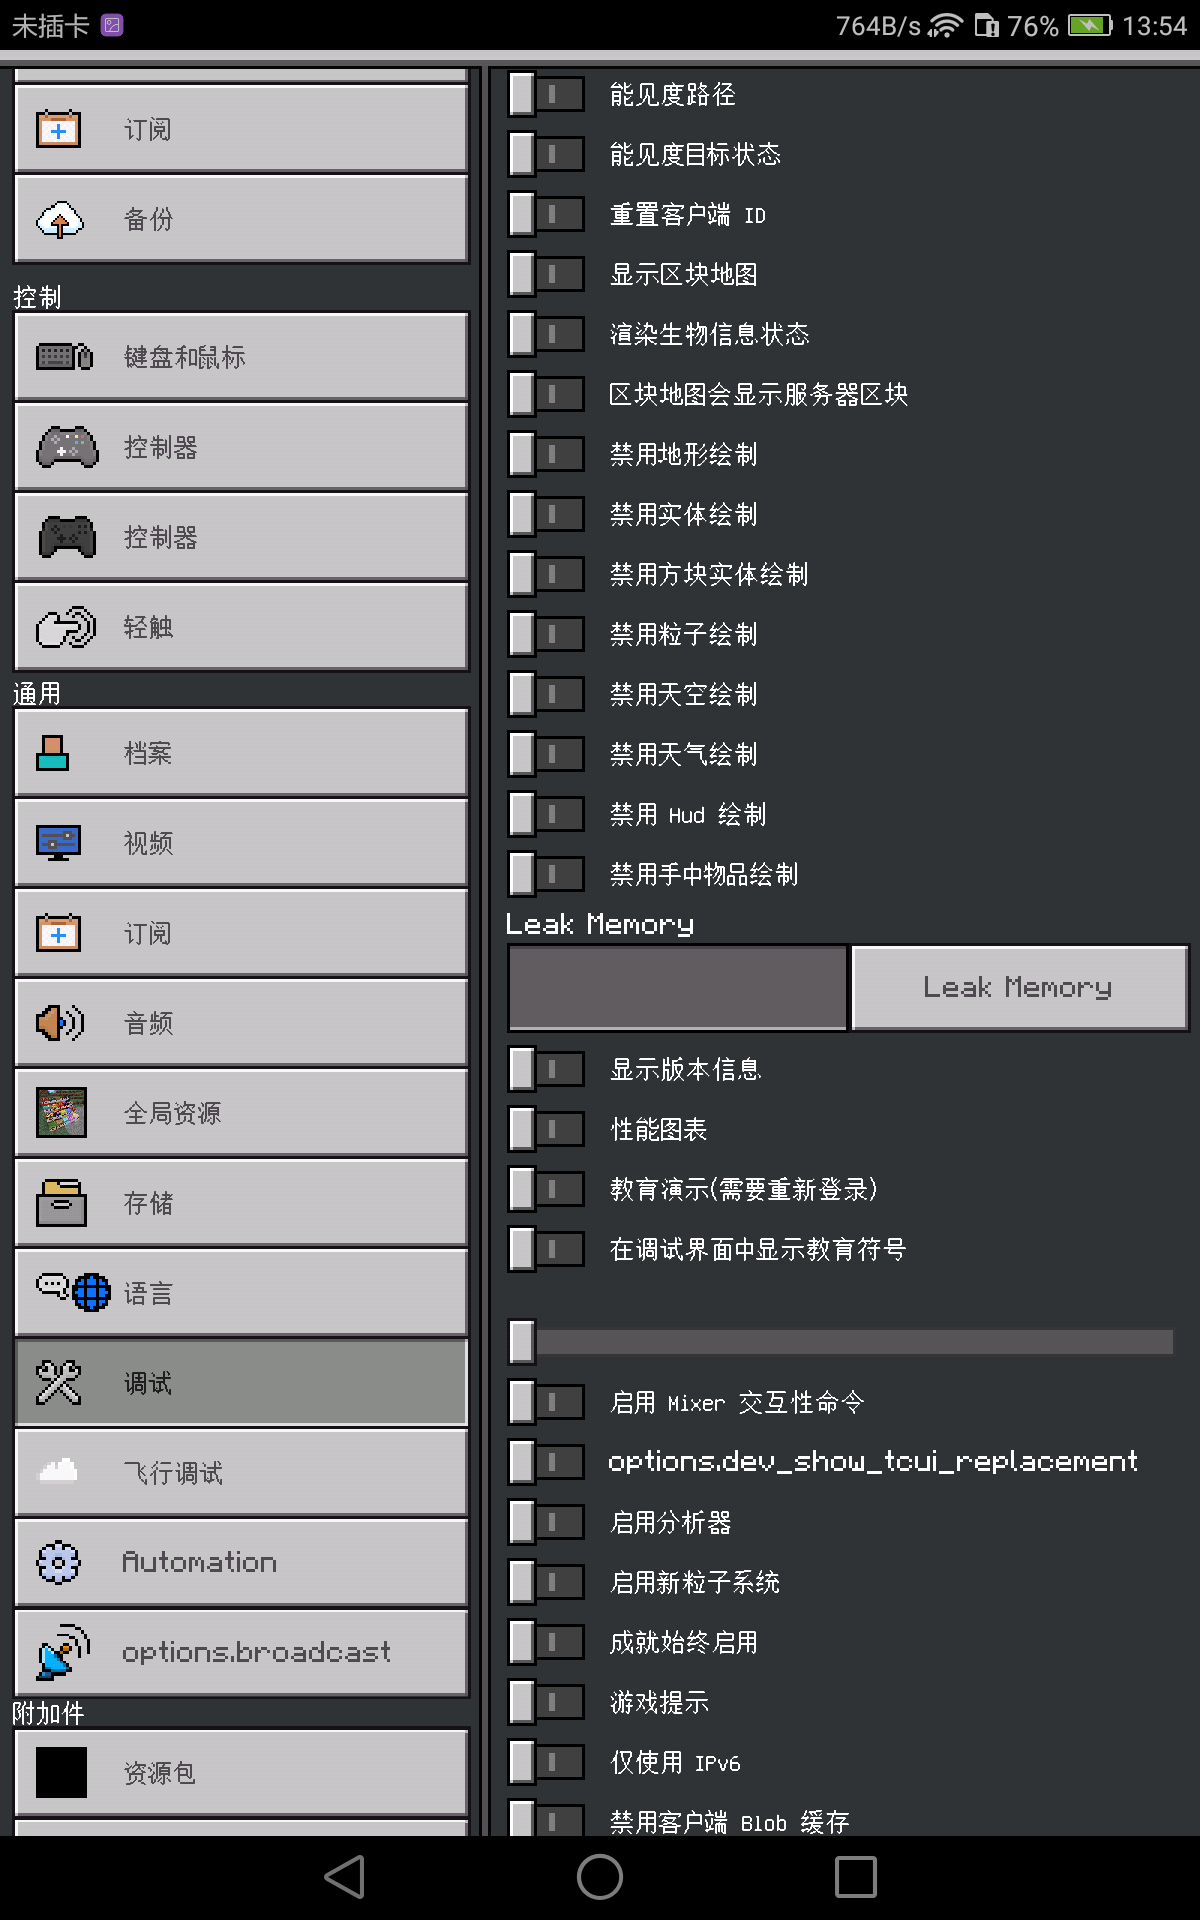 未插卡
764B/s 76% 13:54
订阅
备份
控制
键盘和鼠标
控制器
控制器
轻触
通用
档案
视频
订阅
音频
全局资源
存储
语言
调试
飞行调试
Automation
options.broadcast
附加件
资源包
能见度路径
能见度目标状态
重置客户端 ID
显示区块地图
渲染生物信息状态
区块地图会显示服务器区块
禁用地形绘制
禁用实体绘制
禁用方块实体绘制
禁用粒子绘制
禁用天空绘制
禁用天气绘制
禁用 Hud 绘制
禁用手中物品绘制
Leak Memory
Leak Memory
显示版本信息
性能图表
教育演示(需要重新登录)
在调试界面中显示教育符号
启用 Mixer 交互性命令
options.dev_show_tcui_replacement
启用分析器
启用新粒子系统
成就始终启用
游戏提示
仅使用 IPv6
禁用客户端 Blob 缓存